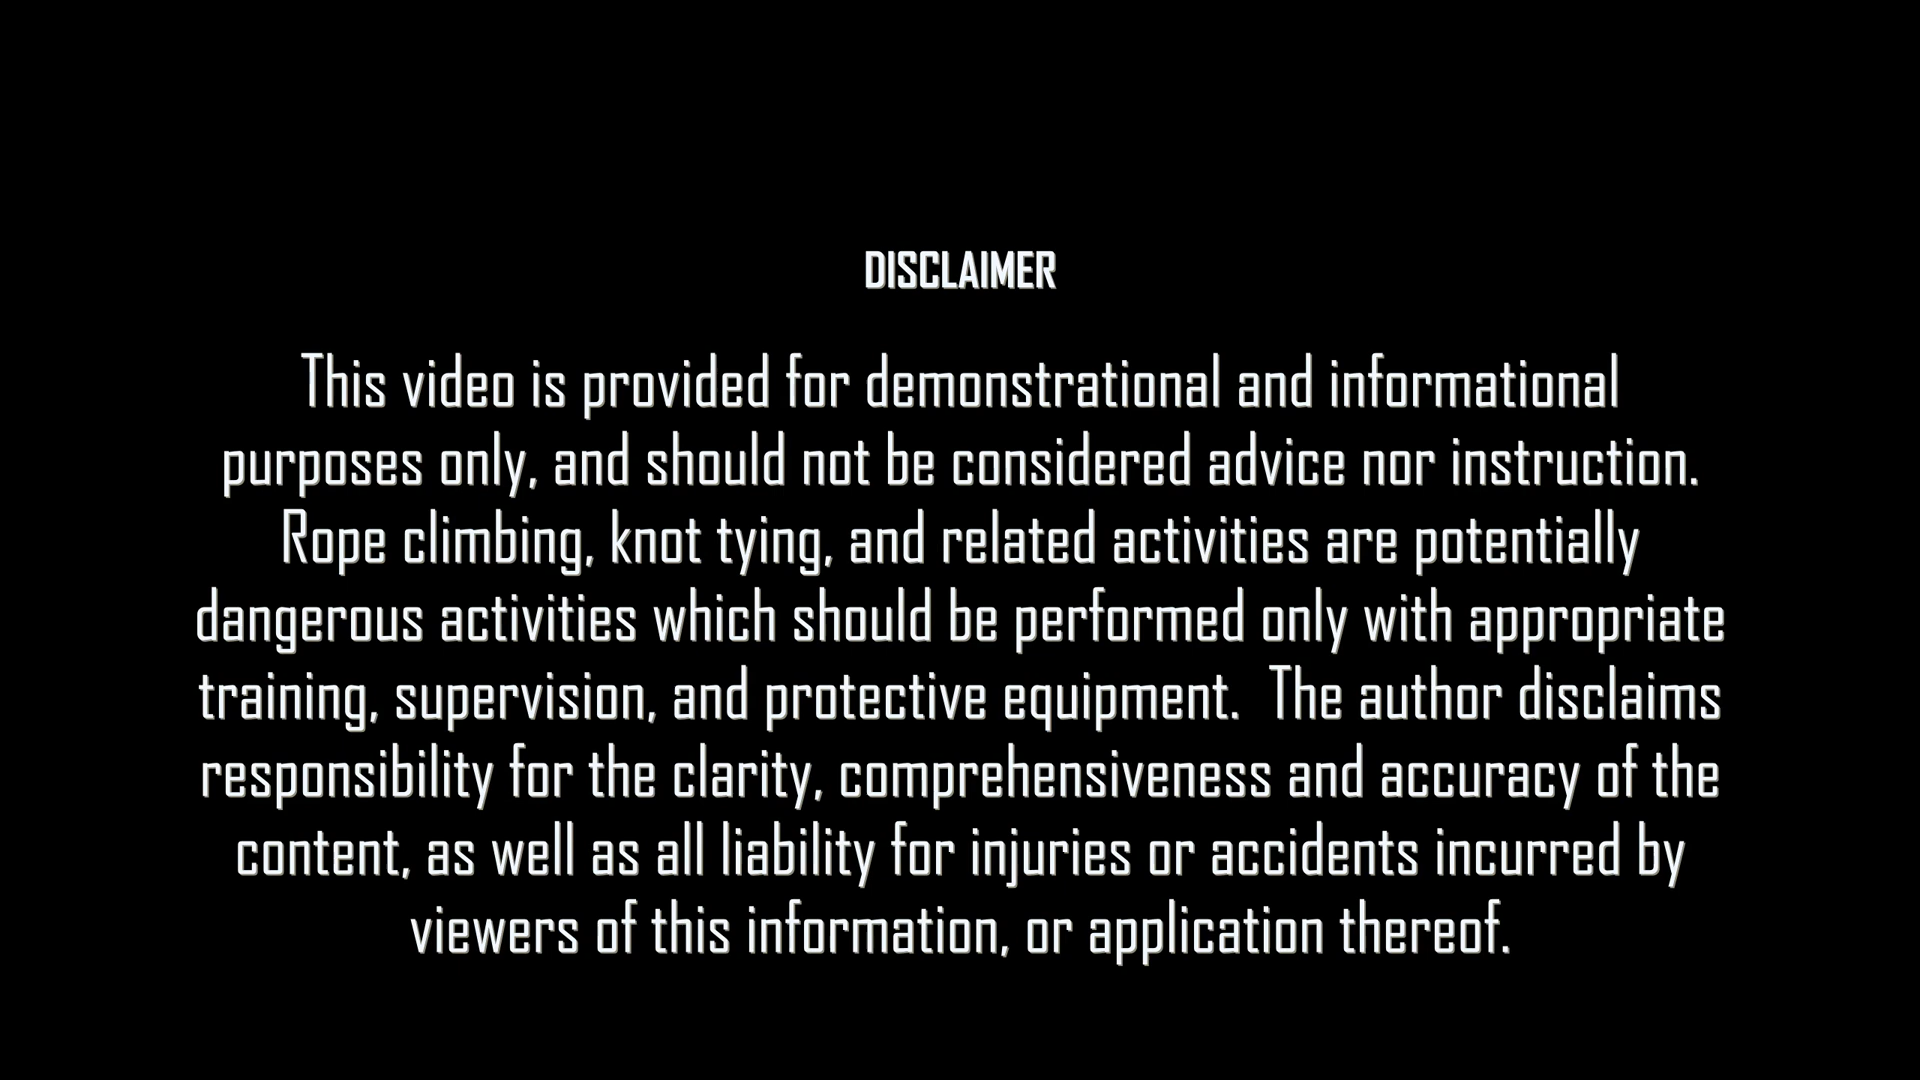 DISCLAIMER
This video is provided for demonstrational and informational
purposes only, and should not be considered advice nor instruction.
Rope climbing, knot tying, and related activities are potentially
dangerous activities which should be performed only with appropriate
training, supervision, and protective equipment.  The author disclaims
responsibility for the clarity, comprehensiveness and accuracy of the
content, as well as all liability for injuries or accidents incurred by
viewers of this information, or application thereof.